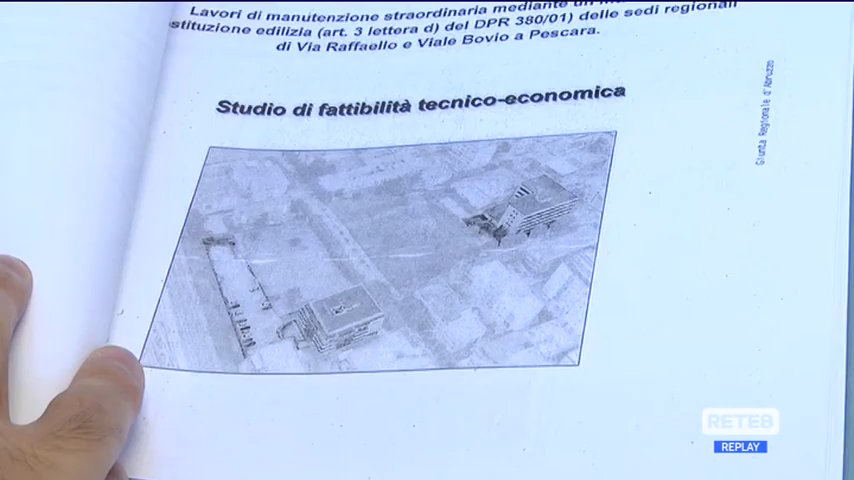 Lavori di manutenzione straordinaria mediante un
stituzione edilizia (art. 3 lettera d) del DPR 380/01) delle sedi regionali
di Via Raffaello e Viale Bovio a Pescara.
Studio di fattibilità tecnico-economica
Giunta Regionale d'Abruzzo
RETE8
REPLAY